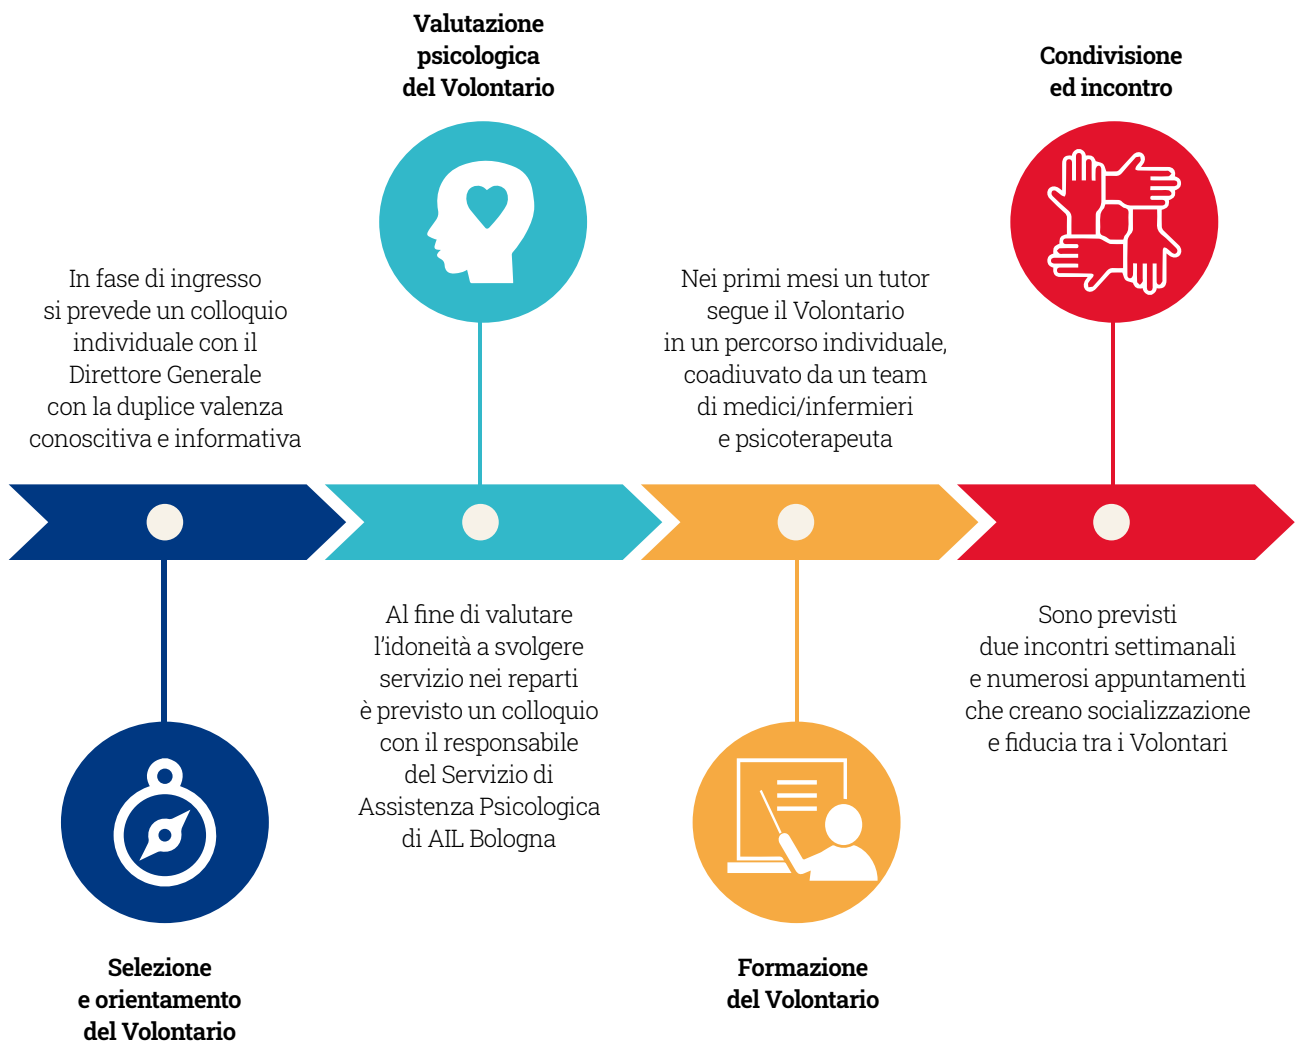 Valutazione
psicologica
del Volontario
Condivisione
ed incontro
In fase di ingresso
si prevede un colloquio
individuale con il
Direttore Generale
con la duplice valenza
conoscitiva e informativa
Nei primi mesi un tutor
segue il Volontario
in un percorso individuale,
coadiuvato da un team
di medici/infermieri
e psicoterapeuta
Al fine di valutare
l’idoneità a svolgere
servizio nei reparti
è previsto un colloquio
con il responsabile
del Servizio di
Assistenza Psicologica
di AIL Bologna
Sono previsti
due incontri settimanali
e numerosi appuntamenti
che creano socializzazione
e fiducia tra i Volontari
Selezione
e orientamento
del Volontario
Formazione
del Volontario